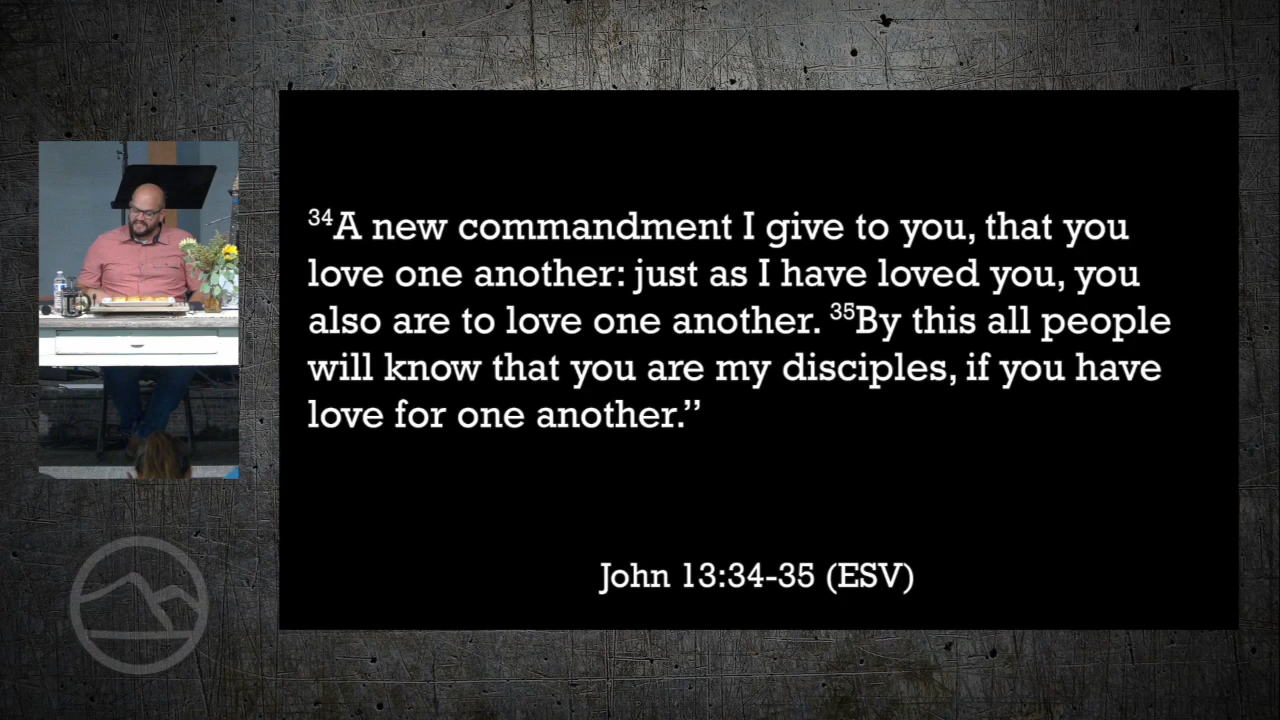 ³⁴A new commandment I give to you, that you
love one another: just as I have loved you, you
also are to love one another. ³⁵By this all people
will know that you are my disciples, if you have
love for one another.”
John 13:34-35 (ESV)